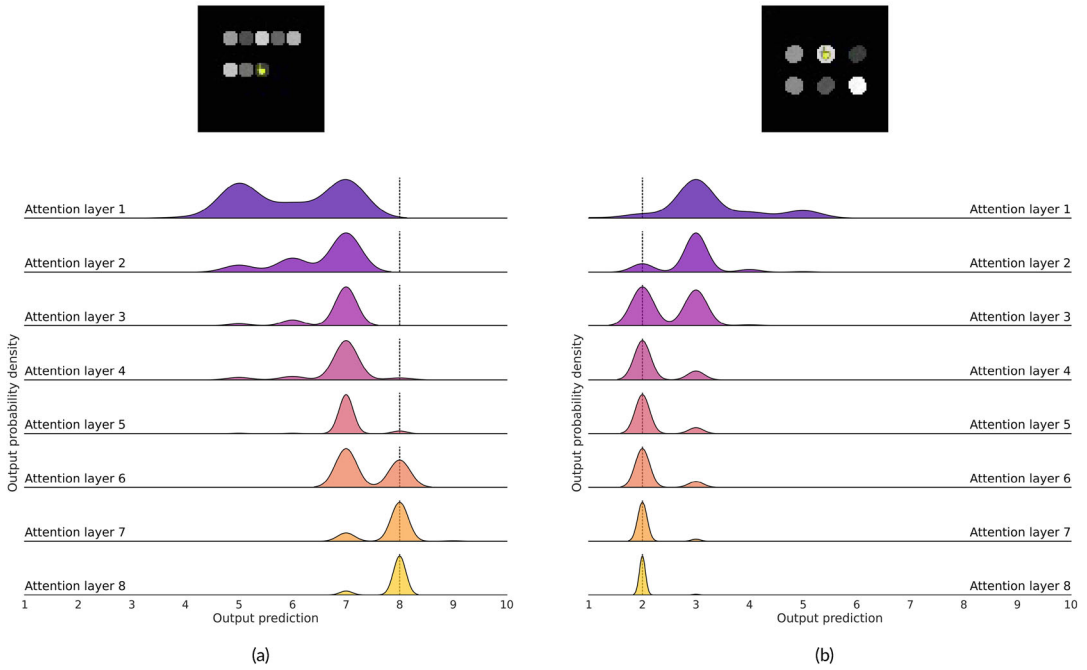 Attention layer 1
Attention layer 2
Attention layer 3
Attention layer 4
Attention layer 5
Attention layer 6
Attention layer 7
Attention layer 8
Output probability density
1 2 3 4 5 6 7 8 9 10
Output prediction
(a)
Attention layer 1
Attention layer 2
Attention layer 3
Attention layer 4
Attention layer 5
Attention layer 6
Attention layer 7
Attention layer 8
Output probability density
1 2 3 4 5 6 7 8 9 10
Output prediction
(b)